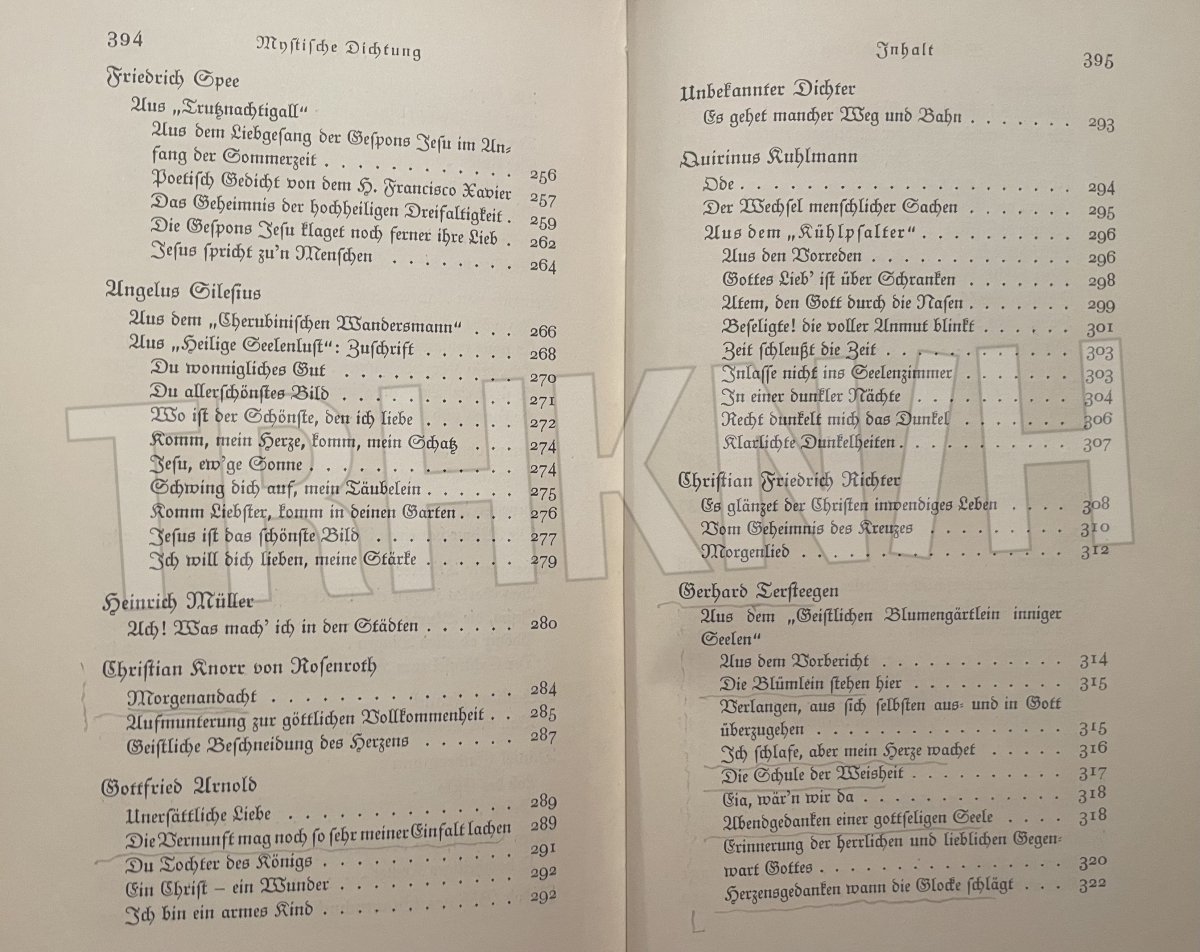 394 Mystische Dichtung
Friedrich Spee
Aus „Trutznachtigall“
Aus dem Liebgesang der Gespons Jesu im An-
fang der Sommerzeit . . . . . . . . . . 256
Poetisch Gedicht von dem H. Francisco Xavier 257
Das Geheimnis der hochheiligen Dreifaltigkeit . 259
Die Gespons Jesu klaget noch ferner ihre Lieb . 262
Jesus spricht zu'n Menschen . . . . . . . 264
Angelus Silesius
Aus dem „Cherubinischen Wandersmann“ . . . 266
Aus „Heilige Seelenlust“: Zuschrift . . . . . . 268
Du wonnigliches Gut . . . . . . . . . 270
Du allerschönstes Bild . . . . . . . . . 271
Wo ist der Schönste, den ich liebe . . . . . . 272
Komm, mein Herze, komm, mein Schatz . . . 274
Jesu, ew'ge Sonne . . . . . . . . . . . 274
Schwing dich auf, mein Täubelein . . . . . . 275
Komm Liebster, komm in deinen Garten . . . . 276
Jesus ist das schönste Bild . . . . . . . . 277
Ich will dich lieben, meine Stärke . . . . . . 279
Heinrich Müller
Ach! Was mach' ich in den Städten . . . . . . 280
Christian Knorr von Rosenroth
Morgenandacht . . . . . . . . . . . . . 284
Aufmunterung zur göttlichen Vollkommenheit . . 285
Geistliche Beschneidung des Herzens . . . . . . 287
Gottfried Arnold
Unersättliche Liebe . . . . . . . . . . . 289
Die Vernunft mag noch so sehr meiner Einfalt lachen 289
Du Tochter des Königs . . . . . . . . . . 291
Ein Christ – ein Wunder . . . . . . . . . 292
Ich bin ein armes Kind . . . . . . . . . . 292
Inhalt 395
Unbekannter Dichter
Es gehet mancher Weg und Bahn . . . . . . . 293
Quirinus Kuhlmann
Ode . . . . . . . . . . . . . . . . . . . . . 294
Der Wechsel menschlicher Sachen . . . . . . . 295
Aus dem „Kühlpsalter“ . . . . . . . . . . 296
Aus den Vorreden . . . . . . . . . . . . 296
Gottes Lieb' ist über Schranken . . . . . . . 298
Atem, den Gott durch die Nasen . . . . . . . 299
Beseligte! die voller Anmut blinkt . . . . . . 301
Zeit schleußt die Zeit . . . . . . . . . . . 303
Inlasse nicht ins Seelenzimmer . . . . . . . 303
In einer dunkler Nächte . . . . . . . . . 304
Recht dunkelt mich das Dunkel . . . . . . . 306
Klarlichte Dunkelheiten . . . . . . . . . . 307
Christian Friedrich Richter
Es glänzet der Christen inwendiges Leben . . . . 308
Vom Geheimnis des Kreuzes . . . . . . . . 310
Morgenlied . . . . . . . . . . . . . . . . 312
Gerhard Tersteegen
Aus dem „Geistlichen Blumengärtlein inniger
Seelen“
Aus dem Vorbericht . . . . . . . . . . . . 314
Die Blümlein stehen hier . . . . . . . . . . 315
Verlangen, aus sich selbsten aus- und in Gott
überzugehen . . . . . . . . . . . . . . . 315
Ich schlafe, aber mein Herze wachet . . . . . 316
Die Schule der Weisheit . . . . . . . . . . 317
Eia, wär'n wir da . . . . . . . . . . . . . 318
Abendgedanken einer gottseligen Seele . . . . 318
Erinnerung der herrlichen und lieblichen Gegen-
wart Gottes . . . . . . . . . . . . . . . 320
Herzensgedanken wann die Glocke schlägt . . . 322
TRHKNVH